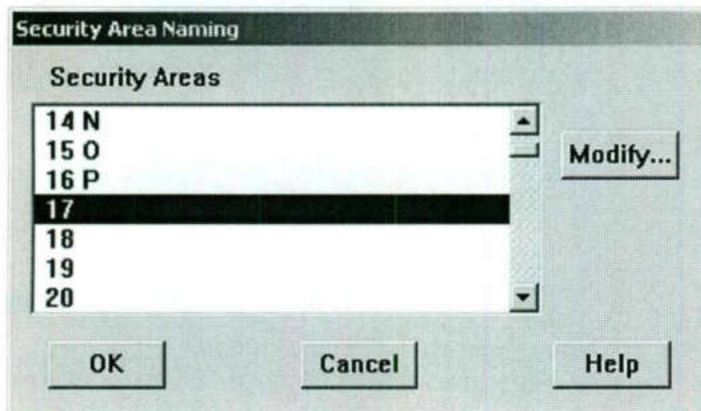 Security Area Naming
Security Areas
14 N
15 O
16 P
17
18
19
20
Modify...
OK Cancel Help